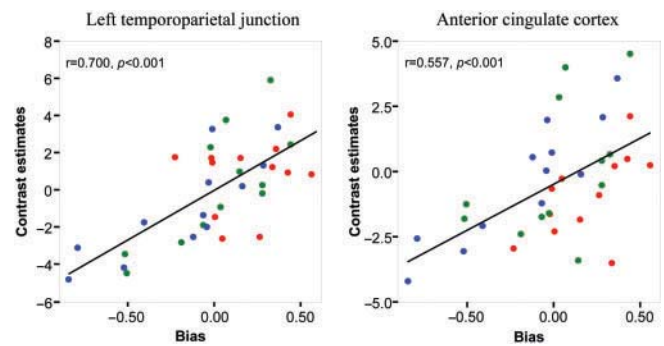 Left temporoparietal junction
r=0.700, p<0.001
Contrast estimates
8
6
4
2
0
−2
−4
−6
−0.50
0.00
0.50
Bias
Anterior cingulate cortex
r=0.557, p<0.001
Contrast estimates
5.0
2.5
0.0
−2.5
−5.0
−0.50
0.00
0.50
Bias